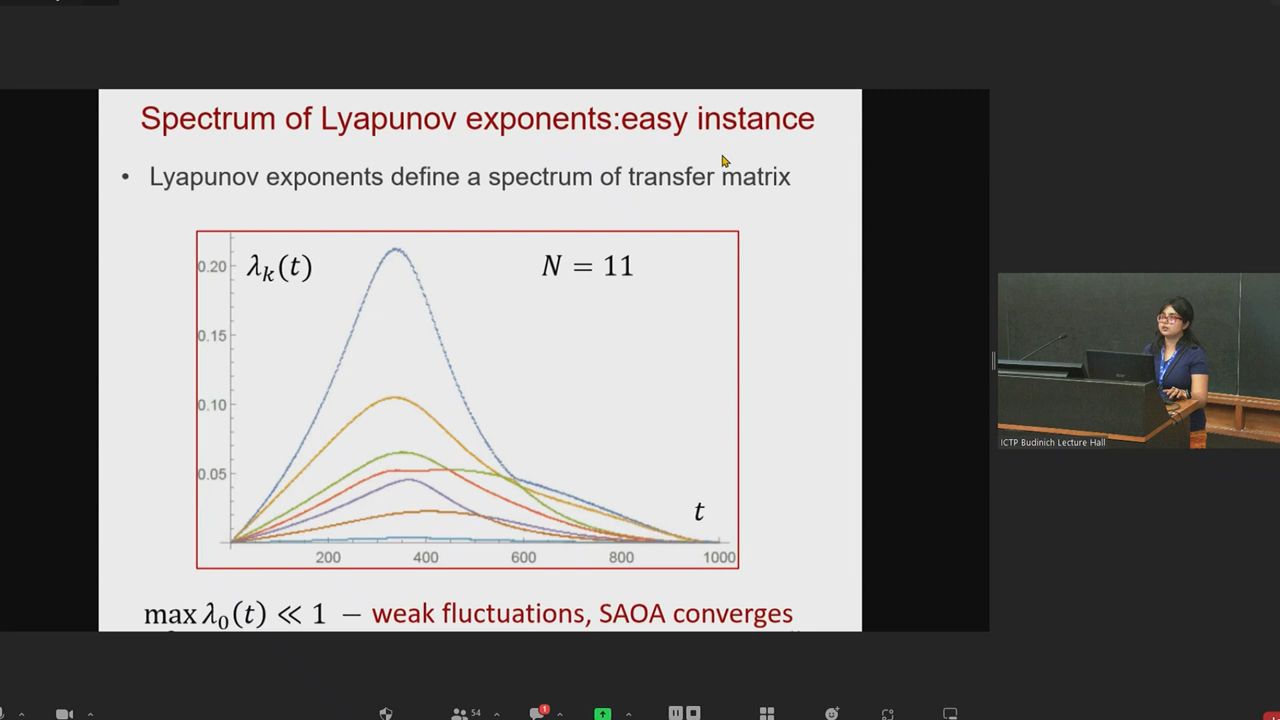 Spectrum of Lyapunov exponents:easy instance
• Lyapunov exponents define a spectrum of transfer matrix
λₖ(t)
N = 11
0.20
0.15
0.10
0.05
t
200 400 600 800 1000
max λ₀(t) ≪ 1 − weak fluctuations, SAOA converges
ICTP Budinich Lecture Hall
54
1